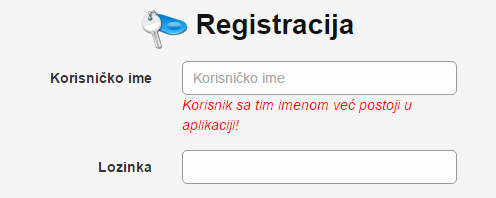 Registracija
Korisničko ime
Korisničko ime
Korisnik sa tim imenom već postoji u
aplikaciji!
Lozinka